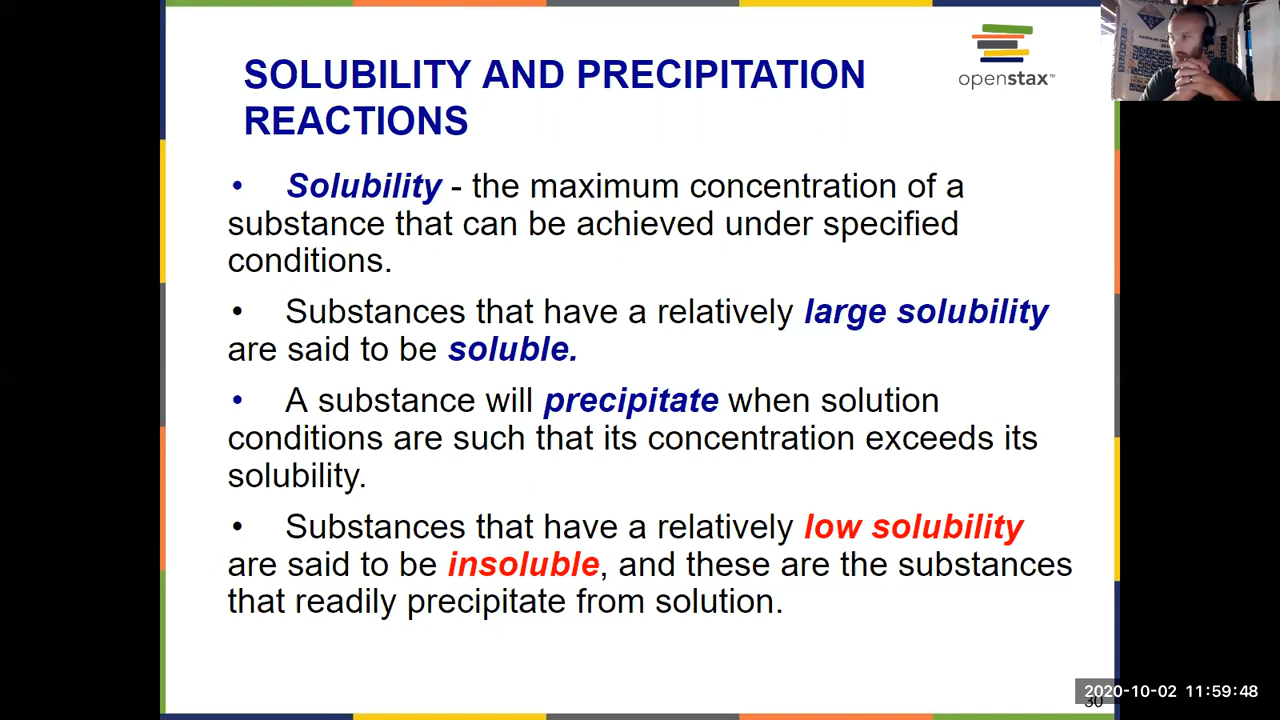 SOLUBILITY AND PRECIPITATION
REACTIONS
openstax™
• Solubility - the maximum concentration of a
substance that can be achieved under specified
conditions.
• Substances that have a relatively large solubility
are said to be soluble.
• A substance will precipitate when solution
conditions are such that its concentration exceeds its
solubility.
• Substances that have a relatively low solubility
are said to be insoluble, and these are the substances
that readily precipitate from solution.
2020-10-02 11:59:48
30